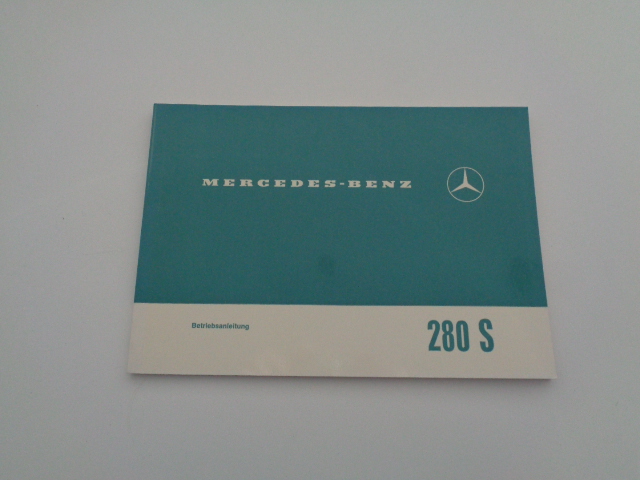 MERCEDES-BENZ
Betriebsanleitung
280 S